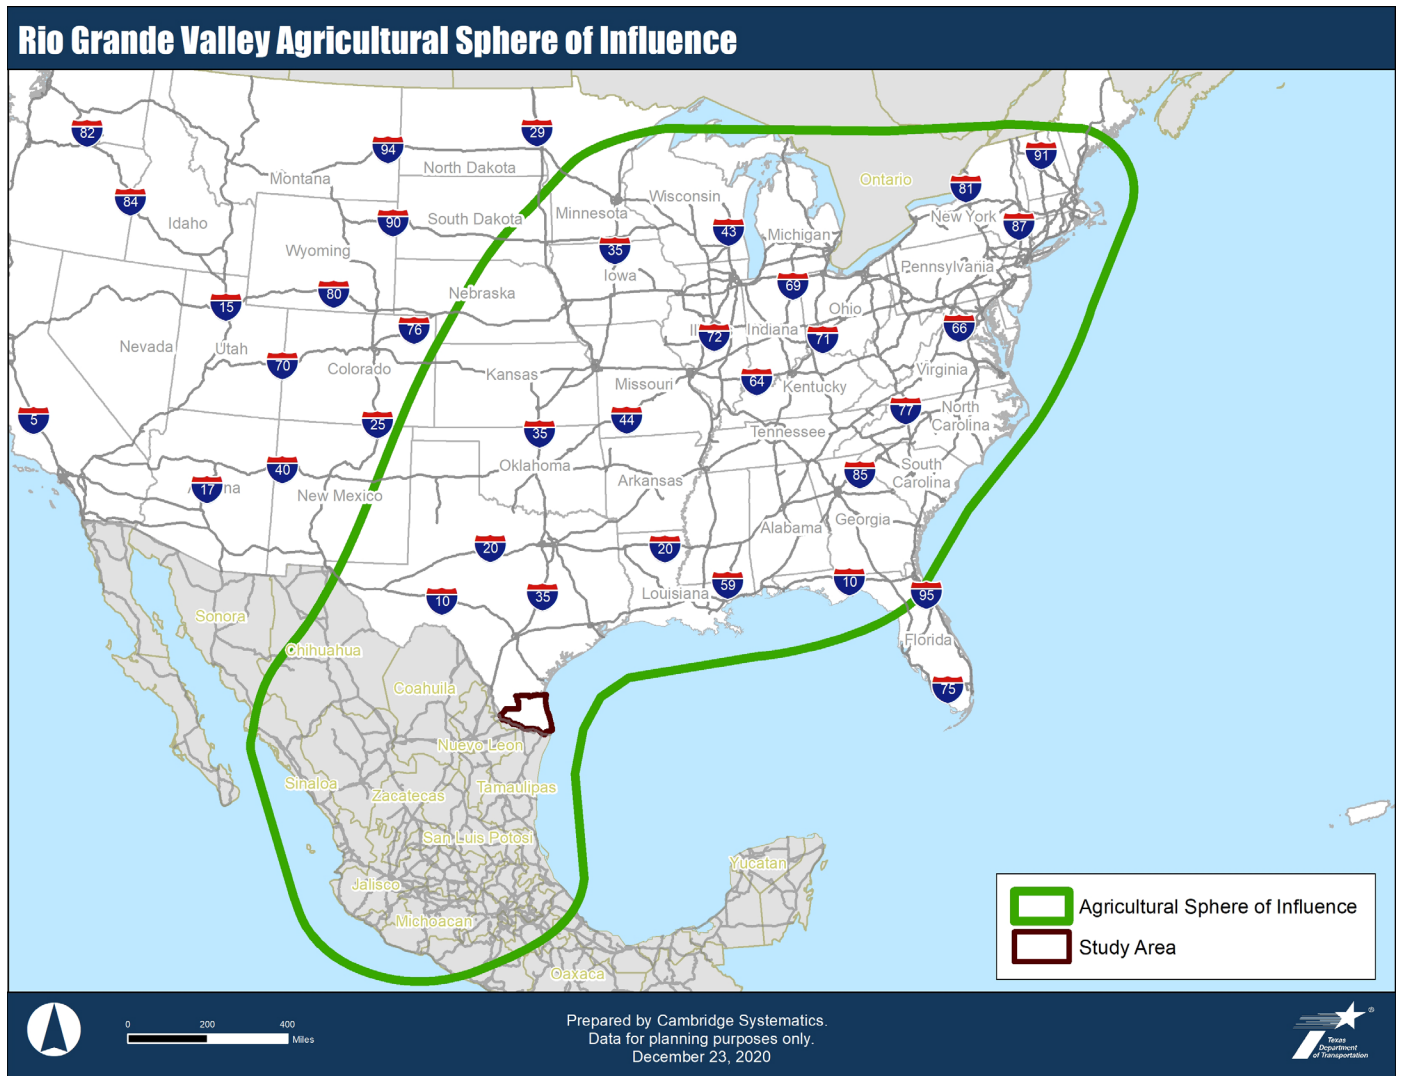 Rio Grande Valley Agricultural Sphere of Influence
82
94
29
91
North Dakota
Montana
Ontario
81
84
Wisconsin
Idaho
90
South Dakota
Minnesota
New York
87
43
Michigan
35
Wyoming
Iowa
Pennsylvania
80
Nebraska
69
15
Ohio
76
66
72
Indiana
71
Nevada
Utah
70
Colorado
Kansas
Missouri
64
Kentucky
Virginia
5
25
35
44
77
North
Carolina
Tennessee
40
Oklahoma
Arkansas
85
South
Carolina
17
New Mexico
Alabama
Georgia
20
20
10
35
Louisiana
59
10
95
Sonora
Florida
Chihuahua
Coahuila
75
Nuevo Leon
Sinaloa
Zacatecas
Tamaulipas
San Luis Potosi
Yucatan
Jalisco
Michoacan
Oaxaca
Agricultural Sphere of Influence
Study Area
0 200 400
Miles
Prepared by Cambridge Systematics.
Data for planning purposes only.
December 23, 2020
®
Texas
Department
of Transportation